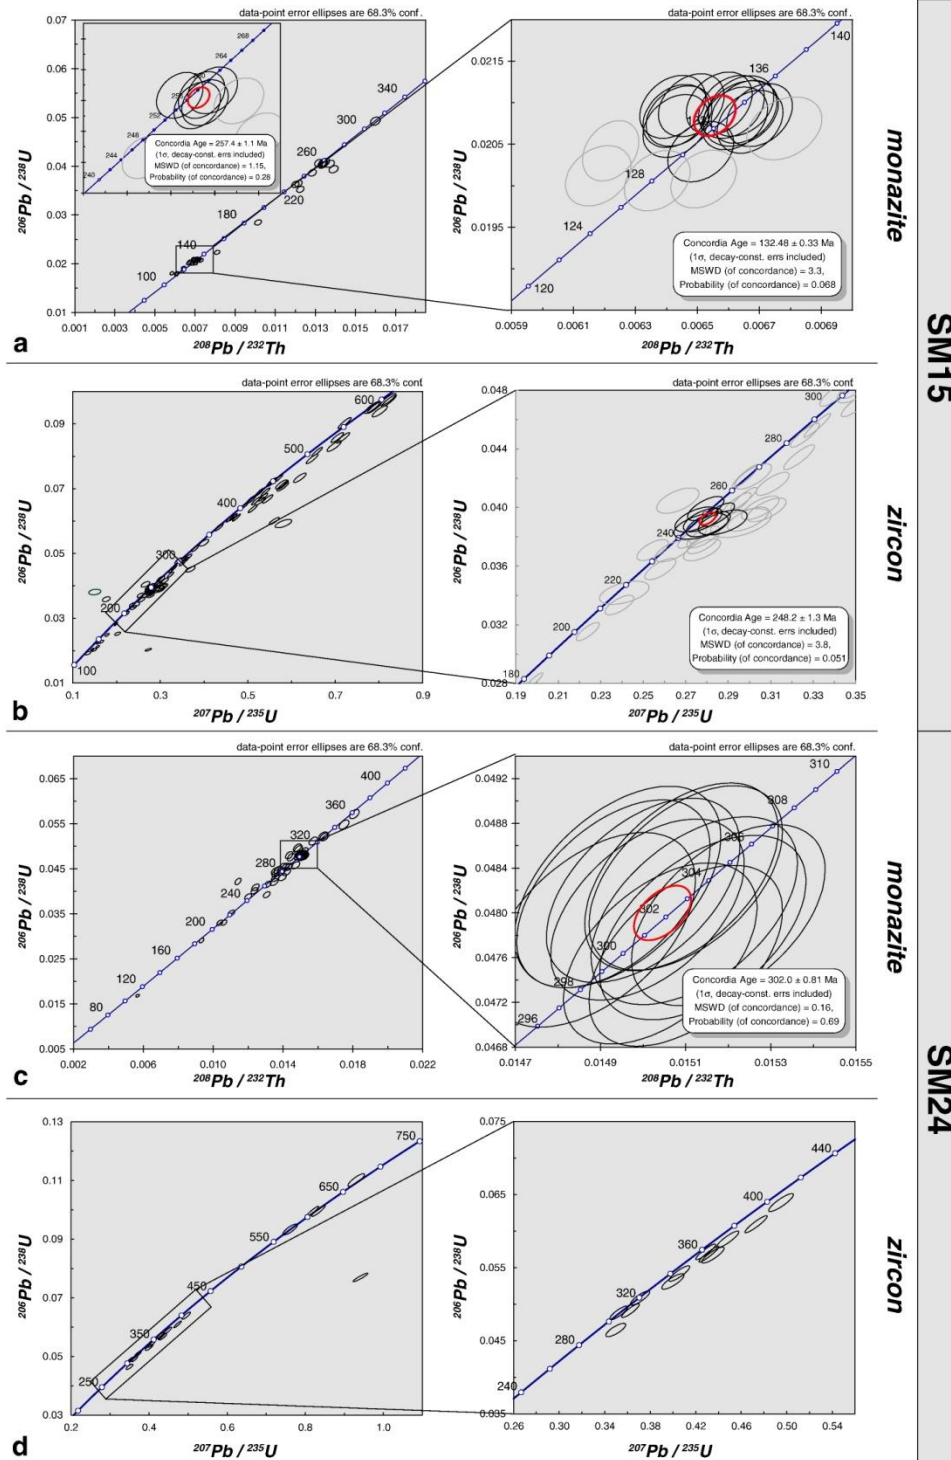 data-point error ellipses are 68.3% conf.
0.07
0.06
0.05
0.04
0.03
0.02
0.01
206Pb / 238U
268
264
252
248
244
240
Concordia Age = 257.4 ± 1.1 Ma
(1σ, decay-const. errs included)
MSWD (of concordance) = 1.15,
Probability (of concordance) = 0.28
340
300
260
220
180
140
100
0.001 0.003 0.005 0.007 0.009 0.011 0.013 0.015 0.017
208Pb / 232Th
a
data-point error ellipses are 68.3% conf.
0.0215
0.0205
0.0195
206Pb / 238U
140
136
128
124
120
Concordia Age = 132.48 ± 0.33 Ma
(1σ, decay-const. errs included)
MSWD (of concordance) = 3.3,
Probability (of concordance) = 0.068
0.0059 0.0061 0.0063 0.0065 0.0067 0.0069
208Pb / 232Th
monazite
SM15
data-point error ellipses are 68.3% conf
0.09
0.07
0.05
0.03
0.01
206Pb / 238U
600
500
400
300
200
100
0.1 0.3 0.5 0.7 0.9
207Pb / 235U
b
data-point error ellipses are 68.3% conf
0.048
0.044
0.040
0.036
0.032
0.028
206Pb / 238U
300
280
260
240
220
200
180
Concordia Age = 248.2 ± 1.3 Ma
(1σ, decay-const. errs included)
MSWD (of concordance) = 3.8,
Probability (of concordance) = 0.051
0.19 0.21 0.23 0.25 0.27 0.29 0.31 0.33 0.35
207Pb / 235U
zircon
data-point error ellipses are 68.3% conf.
0.065
0.055
0.045
0.035
0.025
0.015
0.005
206Pb / 238U
400
360
320
280
240
200
160
120
80
0.002 0.006 0.010 0.014 0.018 0.022
208Pb / 232Th
c
data-point error ellipses are 68.3% conf.
0.0492
0.0488
0.0484
0.0480
0.0476
0.0472
0.0468
206Pb / 238U
310
308
306
304
302
300
298
296
Concordia Age = 302.0 ± 0.81 Ma
(1σ, decay-const. errs included)
MSWD (of concordance) = 0.16,
Probability (of concordance) = 0.69
0.0147 0.0149 0.0151 0.0153 0.0155
208Pb / 232Th
monazite
SM24
0.13
0.11
0.09
0.07
0.05
0.03
206Pb / 238U
750
650
550
450
350
250
0.2 0.4 0.6 0.8 1.0
207Pb / 235U
d
0.075
0.065
0.055
0.045
0.035
206Pb / 238U
440
400
360
320
280
240
0.26 0.30 0.34 0.38 0.42 0.46 0.50 0.54
207Pb / 235U
zircon